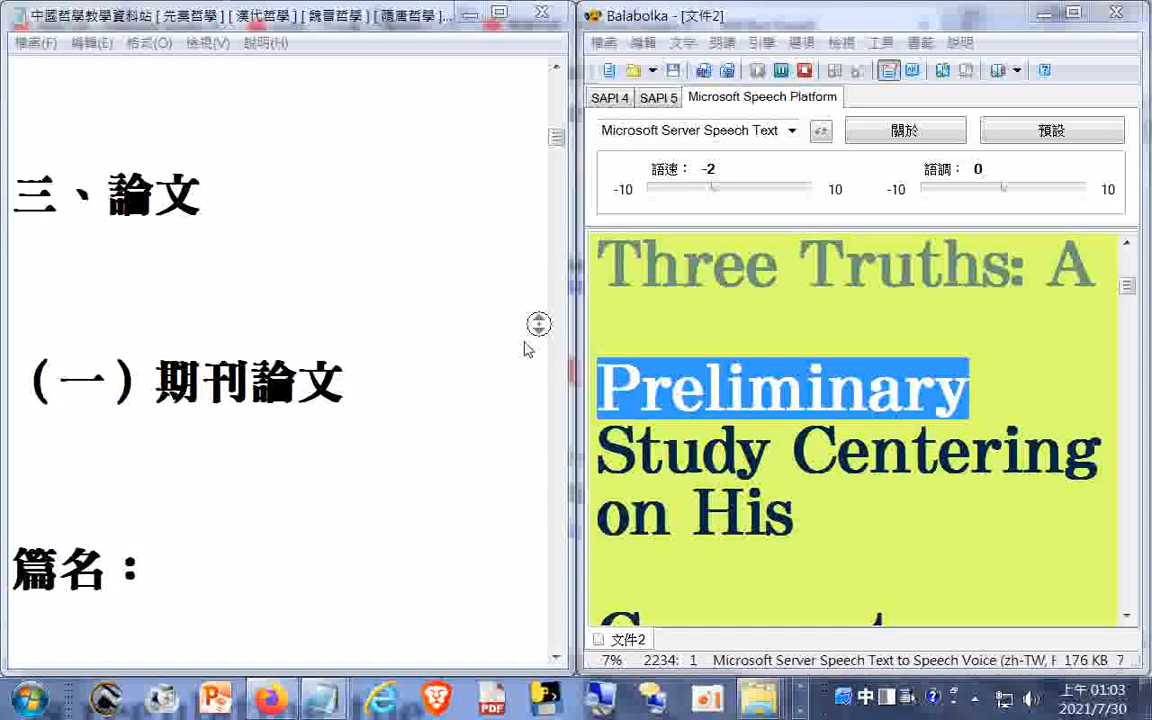 中國哲學教學資料站 [ 先秦哲學 ] [ 漢代哲學 ] [ 魏晉哲學 ] [ 隋唐哲學 ]...
檔案(F) 編輯(E) 格式(O) 檢視(V) 說明(H)
三、論文
（一）期刊論文
篇名：
Balabolka - [文件2]
檔案 編輯 文字 朗讀 引擎 選項 檢視 工具 書籤 說明
SAPI 4 SAPI 5 Microsoft Speech Platform
Microsoft Server Speech Text 關於 預設
語速： -2 語調： 0
-10 10 -10 10
Three Truths: A
Preliminary
Study Centering
on His
文件2
7% 2234: 1 Microsoft Server Speech Text to Speech Voice (zh-TW, 176 KB 7
中 上午 01:03
2021/7/30
PDF